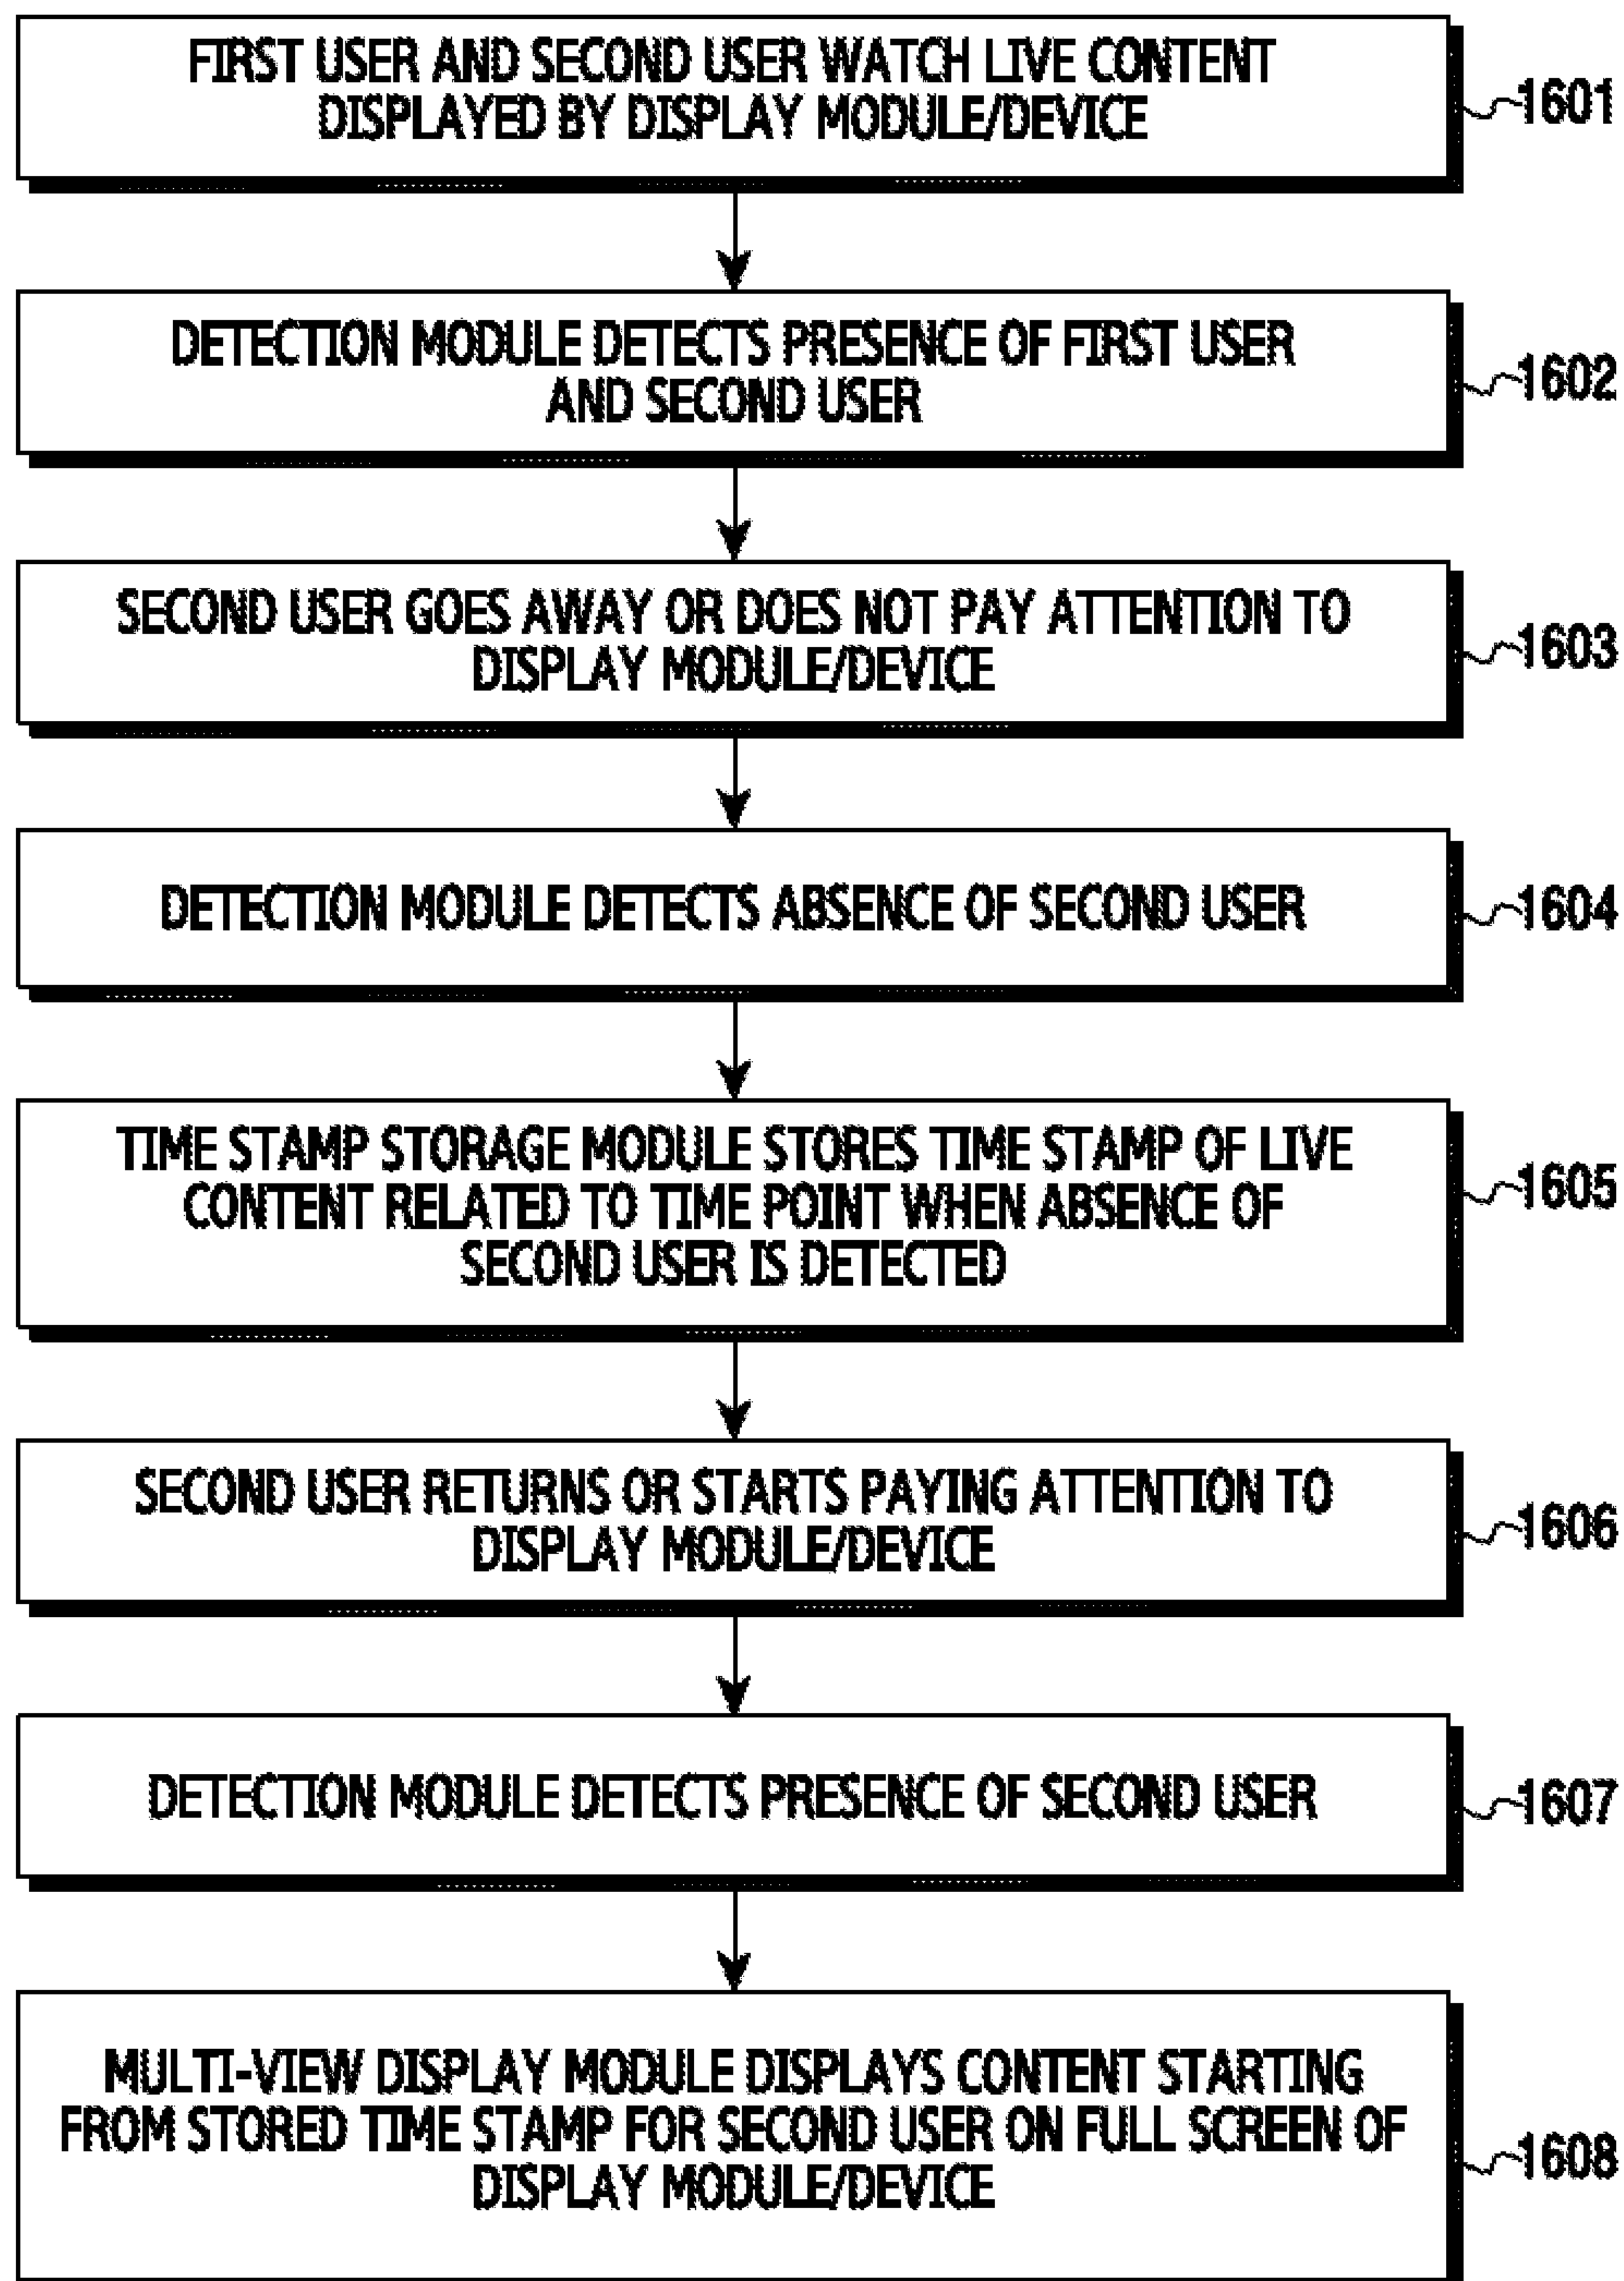 FIRST USER AND SECOND USER WATCH LIVE CONTENT
DISPLAYED BY DISPLAY MODULE/DEVICE
1601
DETECTION MODULE DETECTS PRESENCE OF FIRST USER
AND SECOND USER
1602
SECOND USER GOES AWAY OR DOES NOT PAY ATTENTION TO
DISPLAY MODULE/DEVICE
1603
DETECTION MODULE DETECTS ABSENCE OF SECOND USER
1604
TIME STAMP STORAGE MODULE STORES TIME STAMP OF LIVE
CONTENT RELATED TO TIME POINT WHEN ABSENCE OF
SECOND USER IS DETECTED
1605
SECOND USER RETURNS OR STARTS PAYING ATTENTION TO
DISPLAY MODULE/DEVICE
1606
DETECTION MODULE DETECTS PRESENCE OF SECOND USER
1607
MULTI-VIEW DISPLAY MODULE DISPLAYS CONTENT STARTING
FROM STORED TIME STAMP FOR SECOND USER ON FULL SCREEN OF
DISPLAY MODULE/DEVICE
1608